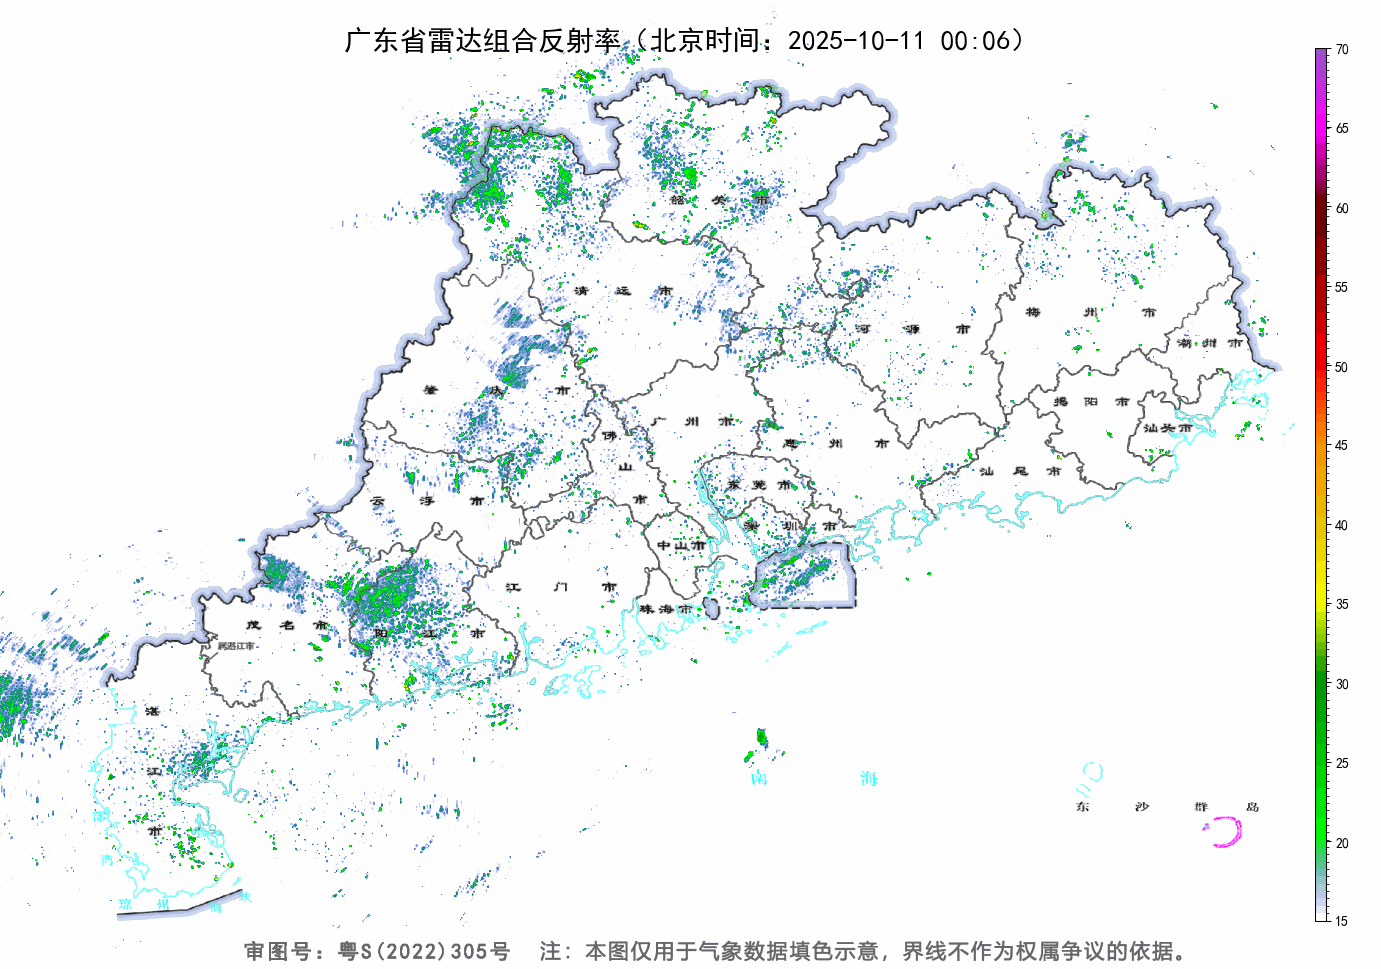 广东省雷达组合反射率（北京时间：2025-10-11 00:06）
70
65
60
55
50
45
40
35
30
25
20
15
韶关市
清远市
河源市
梅州市
潮州市
肇庆市
揭阳市
汕头市
广州市
佛山市
惠州市
汕尾市
云浮市
东莞市
深圳市
中山市
江门市
珠海市
茂名市
阳江市
属湛江市
湛江市
南海
东沙群岛
北部湾
琼州海峡
审图号：粤S(2022)305号 注：本图仅用于气象数据填色示意，界线不作为权属争议的依据。